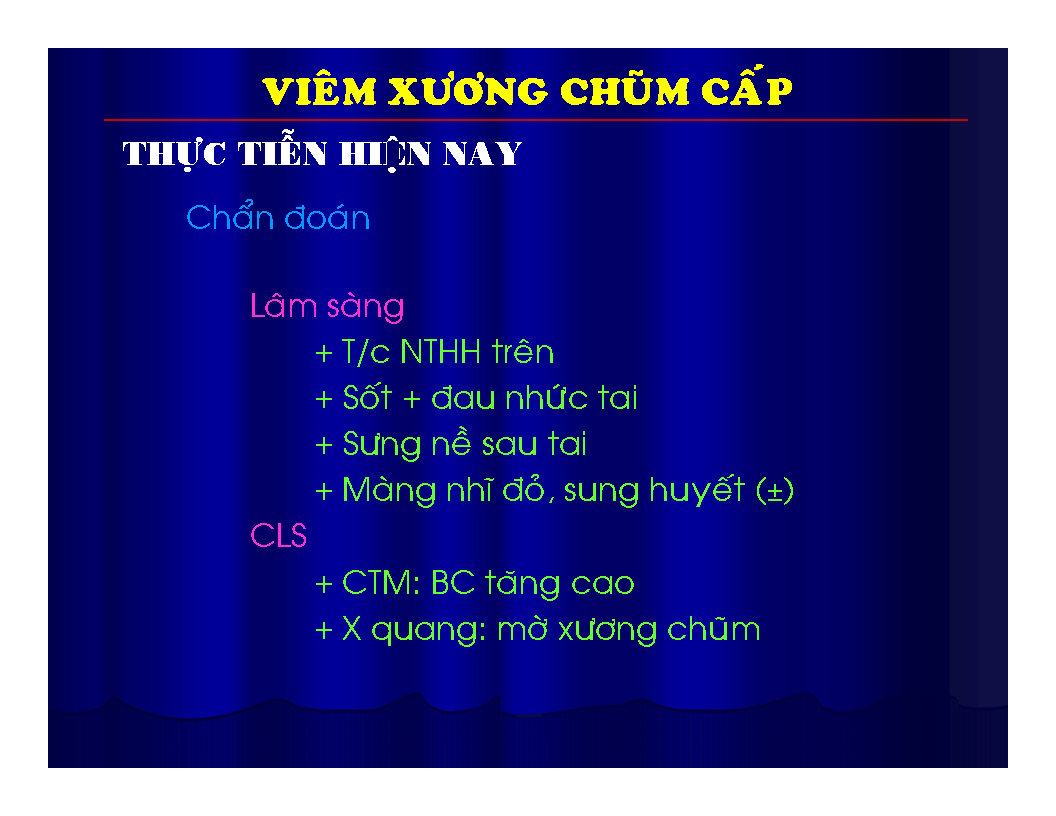 VIÊM XƯƠNG CHŨM CẤP
THỰC TIỄN HIỆN NAY
Chẩn đoán
Lâm sàng
+ T/c NTHH trên
+ Sốt + đau nhức tai
+ Sưng nề sau tai
+ Màng nhĩ đỏ, sung huyết (±)
CLS
+ CTM: BC tăng cao
+ X quang: mờ xương chũm